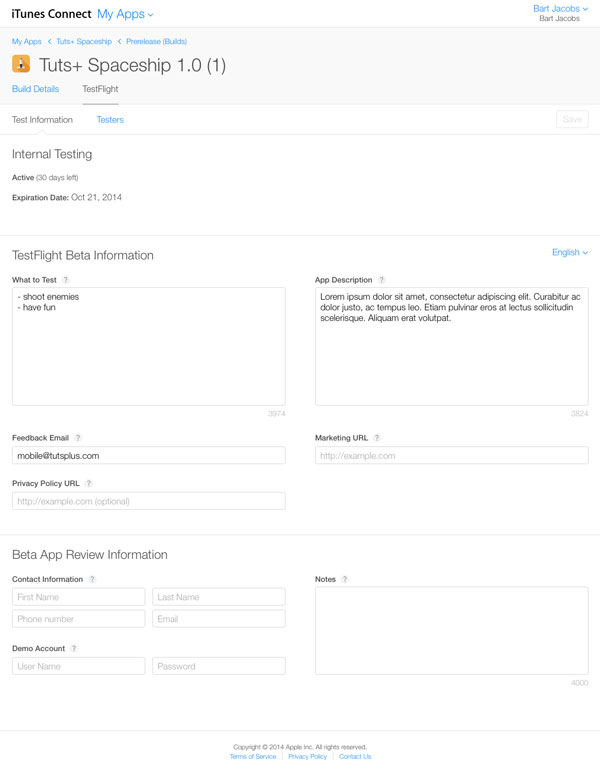 iTunes Connect My Apps
Bart Jacobs
Bart Jacobs
My Apps Tuts+ Spaceship Prerelease (Builds)
Tuts+ Spaceship 1.0 (1)
Build Details TestFlight
Test Information Testers Save
Internal Testing
Active (30 days left)
Expiration Date: Oct 21, 2014
TestFlight Beta Information English
What to Test ? App Description ?
- shoot enemies
- have fun
Lorem ipsum dolor sit amet, consectetur adipiscing elit. Curabitur ac
dolor justo, ac tempus leo. Etiam pulvinar eros at lectus sollicitudin
scelerisque. Aliquam erat volutpat.
3974 3824
Feedback Email ? Marketing URL ?
mobile@tutsplus.com http://example.com
Privacy Policy URL ?
http://example.com (optional)
Beta App Review Information
Contact Information ? Notes ?
First Name Last Name
Phone number Email
Demo Account ?
User Name Password
4000
Copyright © 2014 Apple Inc. All rights reserved.
Terms of Service | Privacy Policy | Contact Us